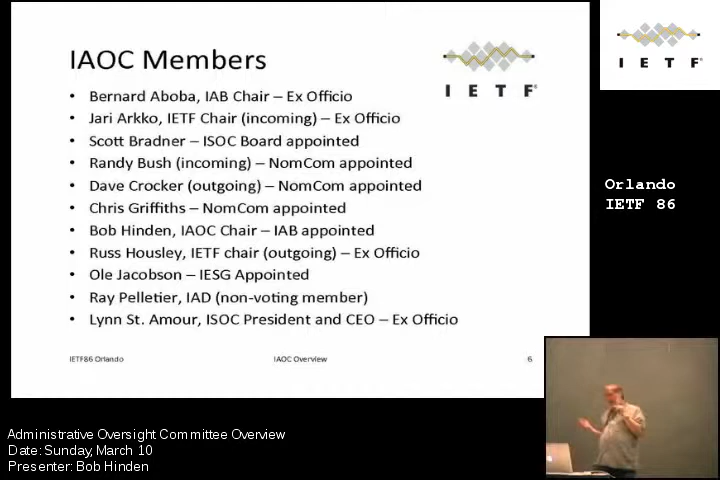 IAOC Members
I E T F®
• Bernard Aboba, IAB Chair – Ex Officio
• Jari Arkko, IETF Chair (incoming) – Ex Officio
• Scott Bradner – ISOC Board appointed
• Randy Bush (incoming) – NomCom appointed
• Dave Crocker (outgoing) – NomCom appointed
• Chris Griffiths – NomCom appointed
• Bob Hinden, IAOC Chair – IAB appointed
• Russ Housley, IETF chair (outgoing) – Ex Officio
• Ole Jacobson – IESG Appointed
• Ray Pelletier, IAD (non-voting member)
• Lynn St. Amour, ISOC President and CEO – Ex Officio
IETF86 Orlando IAOC Overview 6
I E T F®
Orlando
IETF 86
Administrative Oversight Committee Overview
Date: Sunday, March 10
Presenter: Bob Hinden